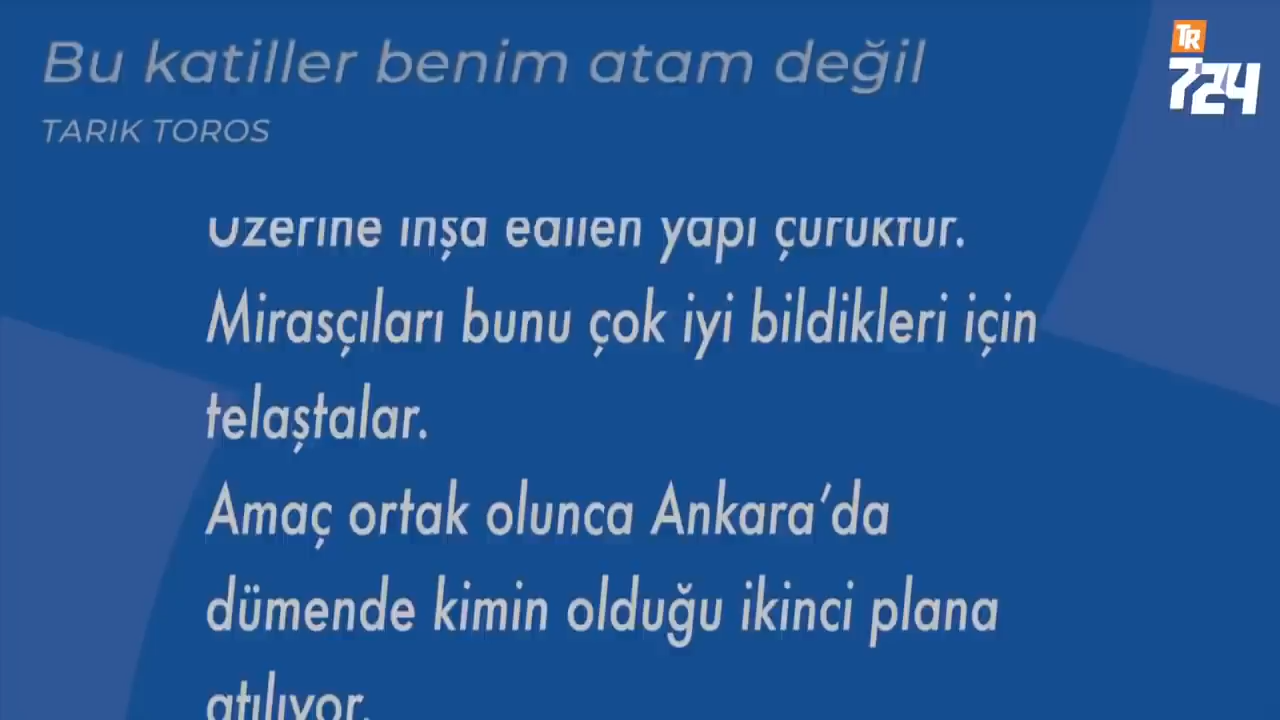 Bu katiller benim atam değil
TARIK TOROS
TR
724
Üzerine inşa edilen yapı çürüktür.
Mirasçıları bunu çok iyi bildikleri için
telaştalar.
Amaç ortak olunca Ankara’da
dümende kimin olduğu ikinci plana
atılıyor.